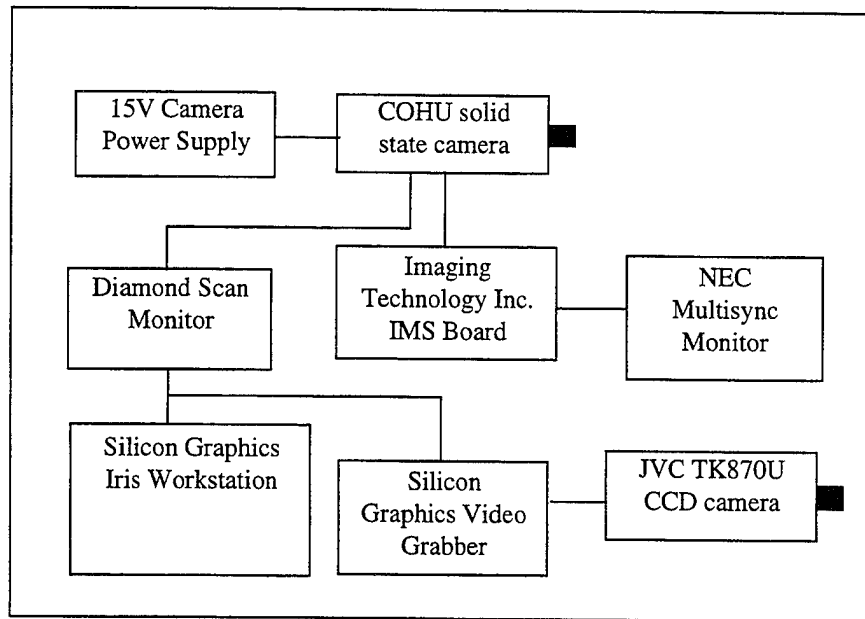 15V Camera
Power Supply
COHU solid
state camera
Diamond Scan
Monitor
Imaging
Technology Inc.
IMS Board
NEC
Multisync
Monitor
Silicon Graphics
Iris Workstation
Silicon
Graphics Video
Grabber
JVC TK870U
CCD camera